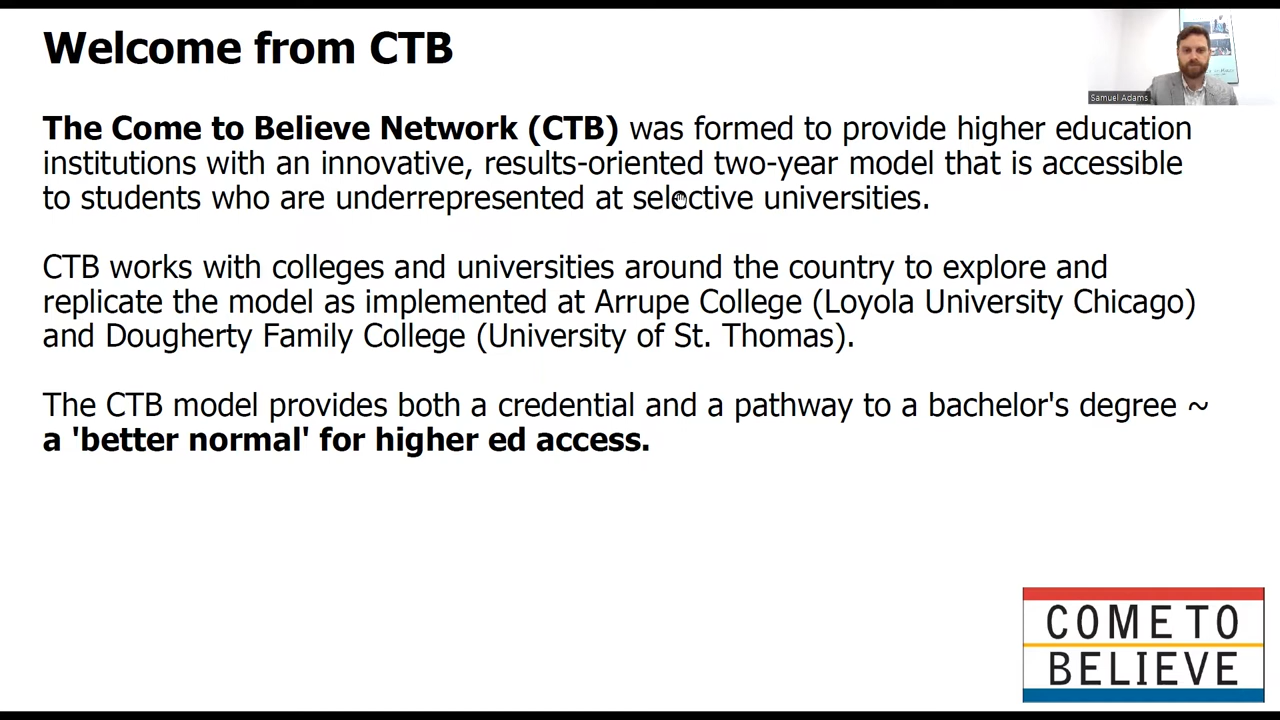 Welcome from CTB
Samuel Adams
The Come to Believe Network (CTB) was formed to provide higher education
institutions with an innovative, results-oriented two-year model that is accessible
to students who are underrepresented at selective universities.
CTB works with colleges and universities around the country to explore and
replicate the model as implemented at Arrupe College (Loyola University Chicago)
and Dougherty Family College (University of St. Thomas).
The CTB model provides both a credential and a pathway to a bachelor's degree ~
a 'better normal' for higher ed access.
COME TO
BELIEVE